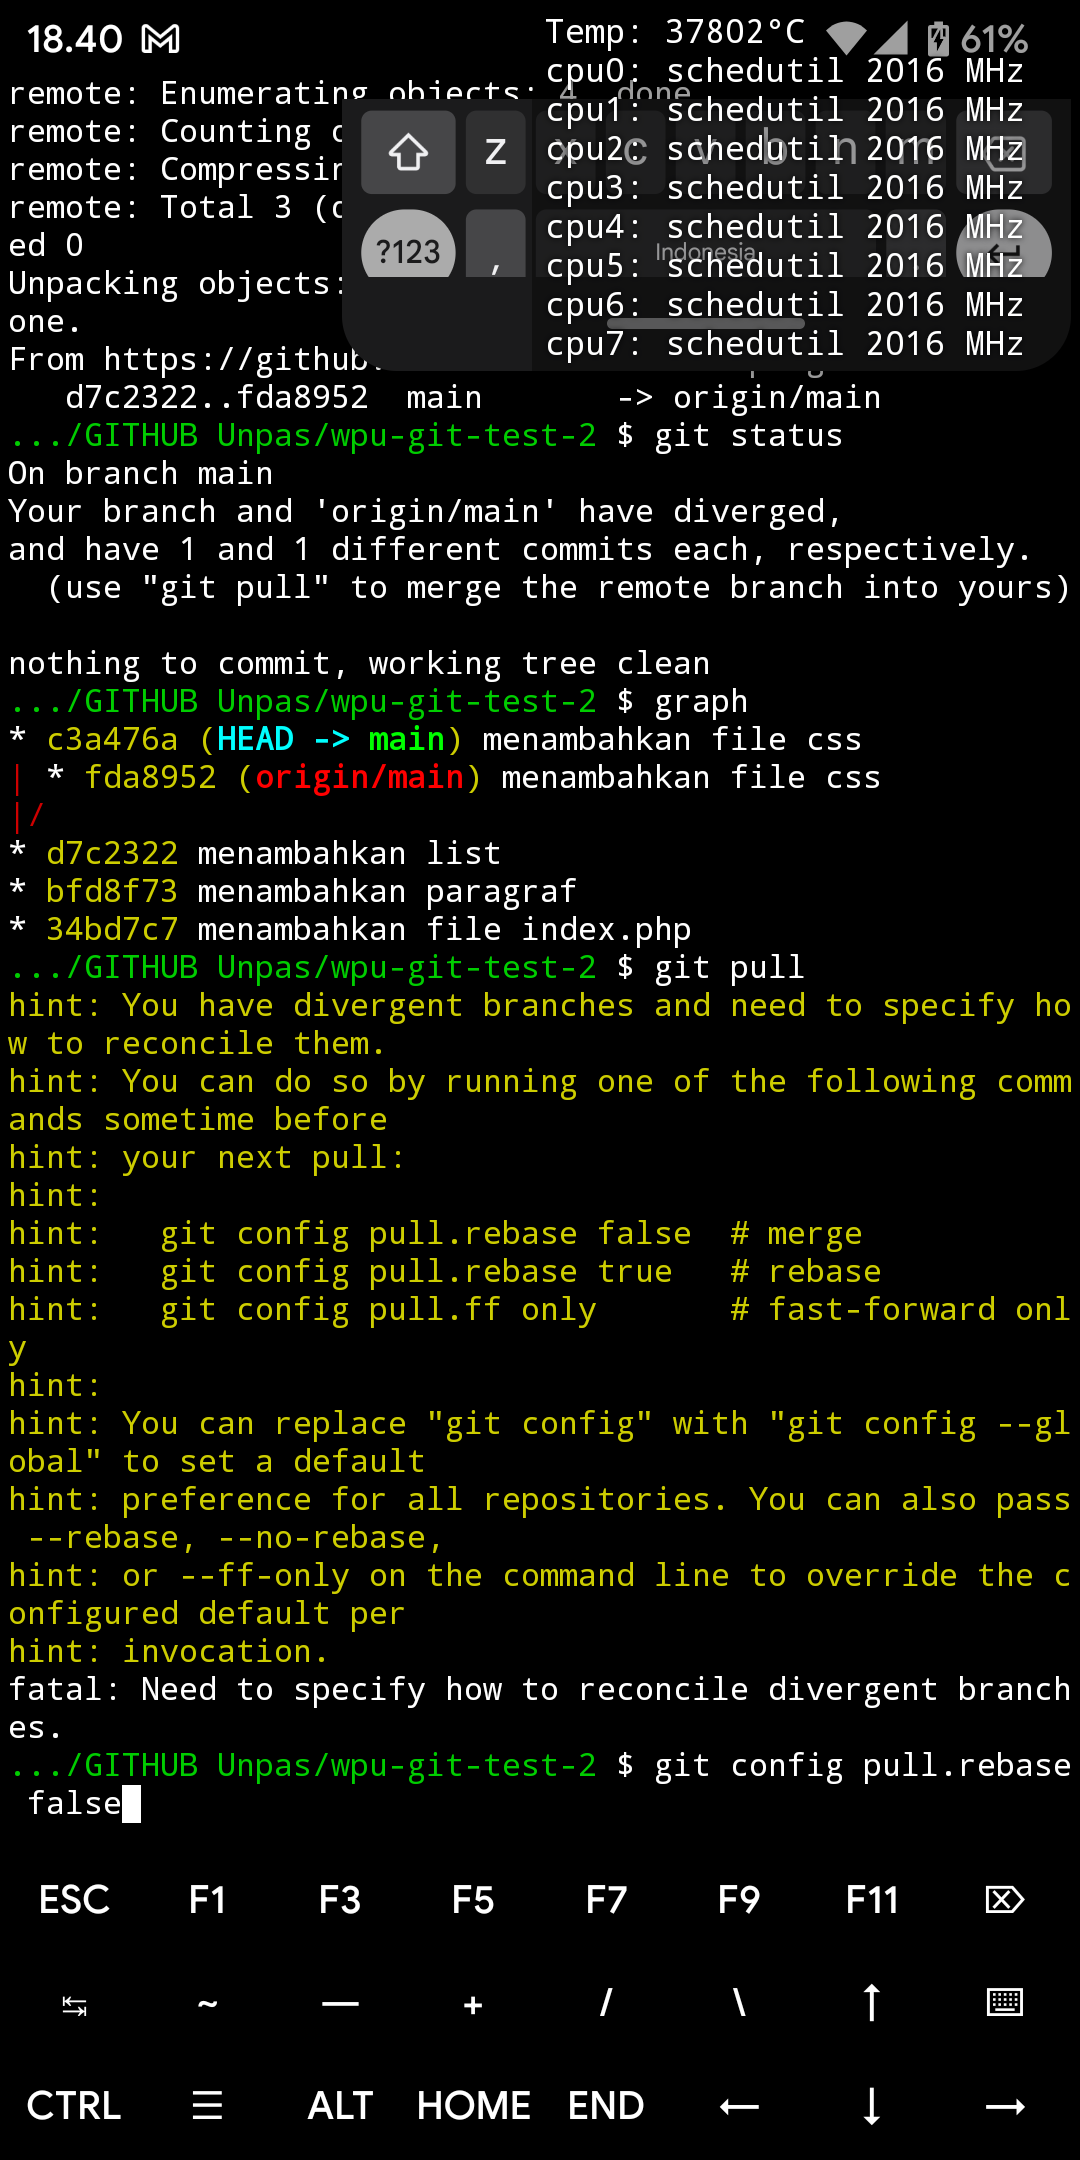 18.40
Temp: 37802°C
61%
cpu0: schedutil 2016 MHz
remote: Enumerating objects: 4 done
cpu1: schedutil 2016 MHz
remote: Counting
z x c v b n m
cpu2: schedutil 2016 MHz
remote: Compressin
cpu3: schedutil 2016 MHz
remote: Total 3 (
cpu4: schedutil 2016 MHz
ed 0
?123 , Indonesia
cpu5: schedutil 2016 MHz
Unpacking objects:
cpu6: schedutil 2016 MHz
one.
cpu7: schedutil 2016 MHz
From https://github.
d7c2322..fda8952 main -> origin/main
.../GITHUB Unpas/wpu-git-test-2 $ git status
On branch main
Your branch and 'origin/main' have diverged,
and have 1 and 1 different commits each, respectively.
(use "git pull" to merge the remote branch into yours)
nothing to commit, working tree clean
.../GITHUB Unpas/wpu-git-test-2 $ graph
* c3a476a (HEAD -> main) menambahkan file css
| * fda8952 (origin/main) menambahkan file css
|/
* d7c2322 menambahkan list
* bfd8f73 menambahkan paragraf
* 34bd7c7 menambahkan file index.php
.../GITHUB Unpas/wpu-git-test-2 $ git pull
hint: You have divergent branches and need to specify ho
w to reconcile them.
hint: You can do so by running one of the following comm
ands sometime before
hint: your next pull:
hint:
hint:   git config pull.rebase false  # merge
hint:   git config pull.rebase true   # rebase
hint:   git config pull.ff only       # fast-forward onl
y
hint:
hint: You can replace "git config" with "git config --gl
obal" to set a default
hint: preference for all repositories. You can also pass
--rebase, --no-rebase,
hint: or --ff-only on the command line to override the c
onfigured default per
hint: invocation.
fatal: Need to specify how to reconcile divergent branch
es.
.../GITHUB Unpas/wpu-git-test-2 $ git config pull.rebase
false
ESC F1 F3 F5 F7 F9 F11 ⌦
↹ ~ — + / \ ↑
CTRL ☰ ALT HOME END ← ↓ →